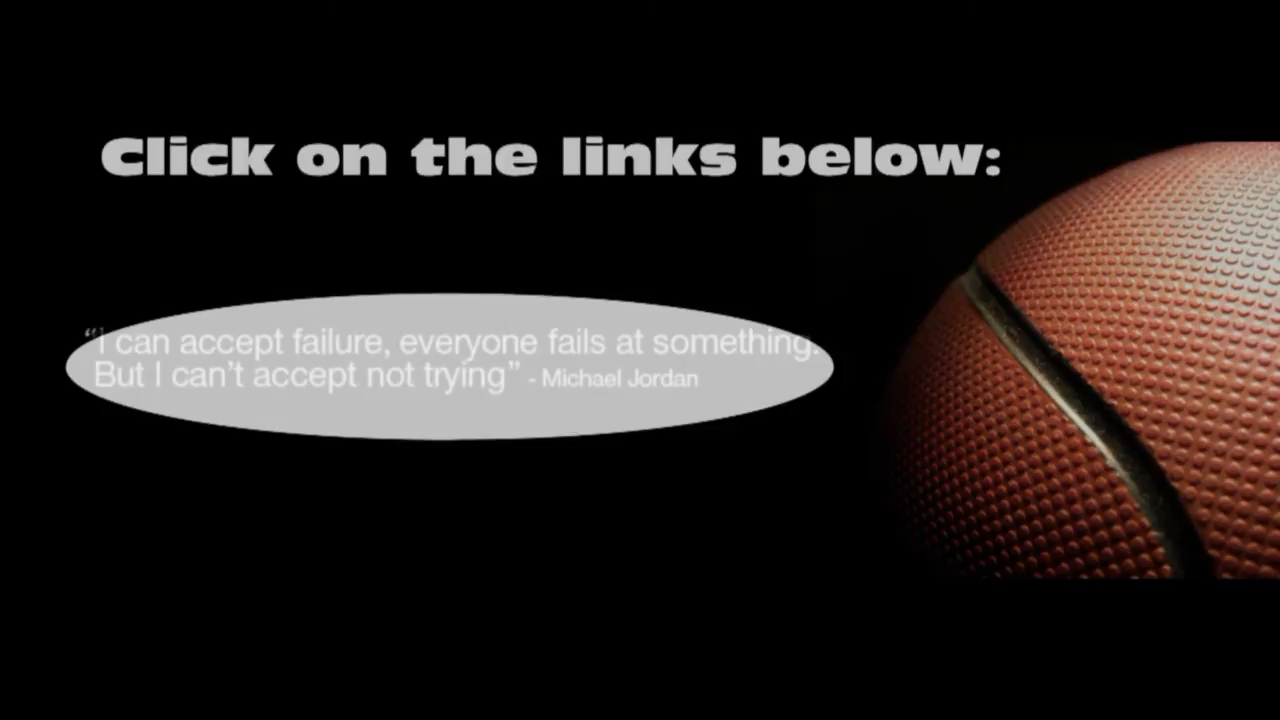 Click on the links below:
“I can accept failure, everyone fails at something.
But I can’t accept not trying” - Michael Jordan